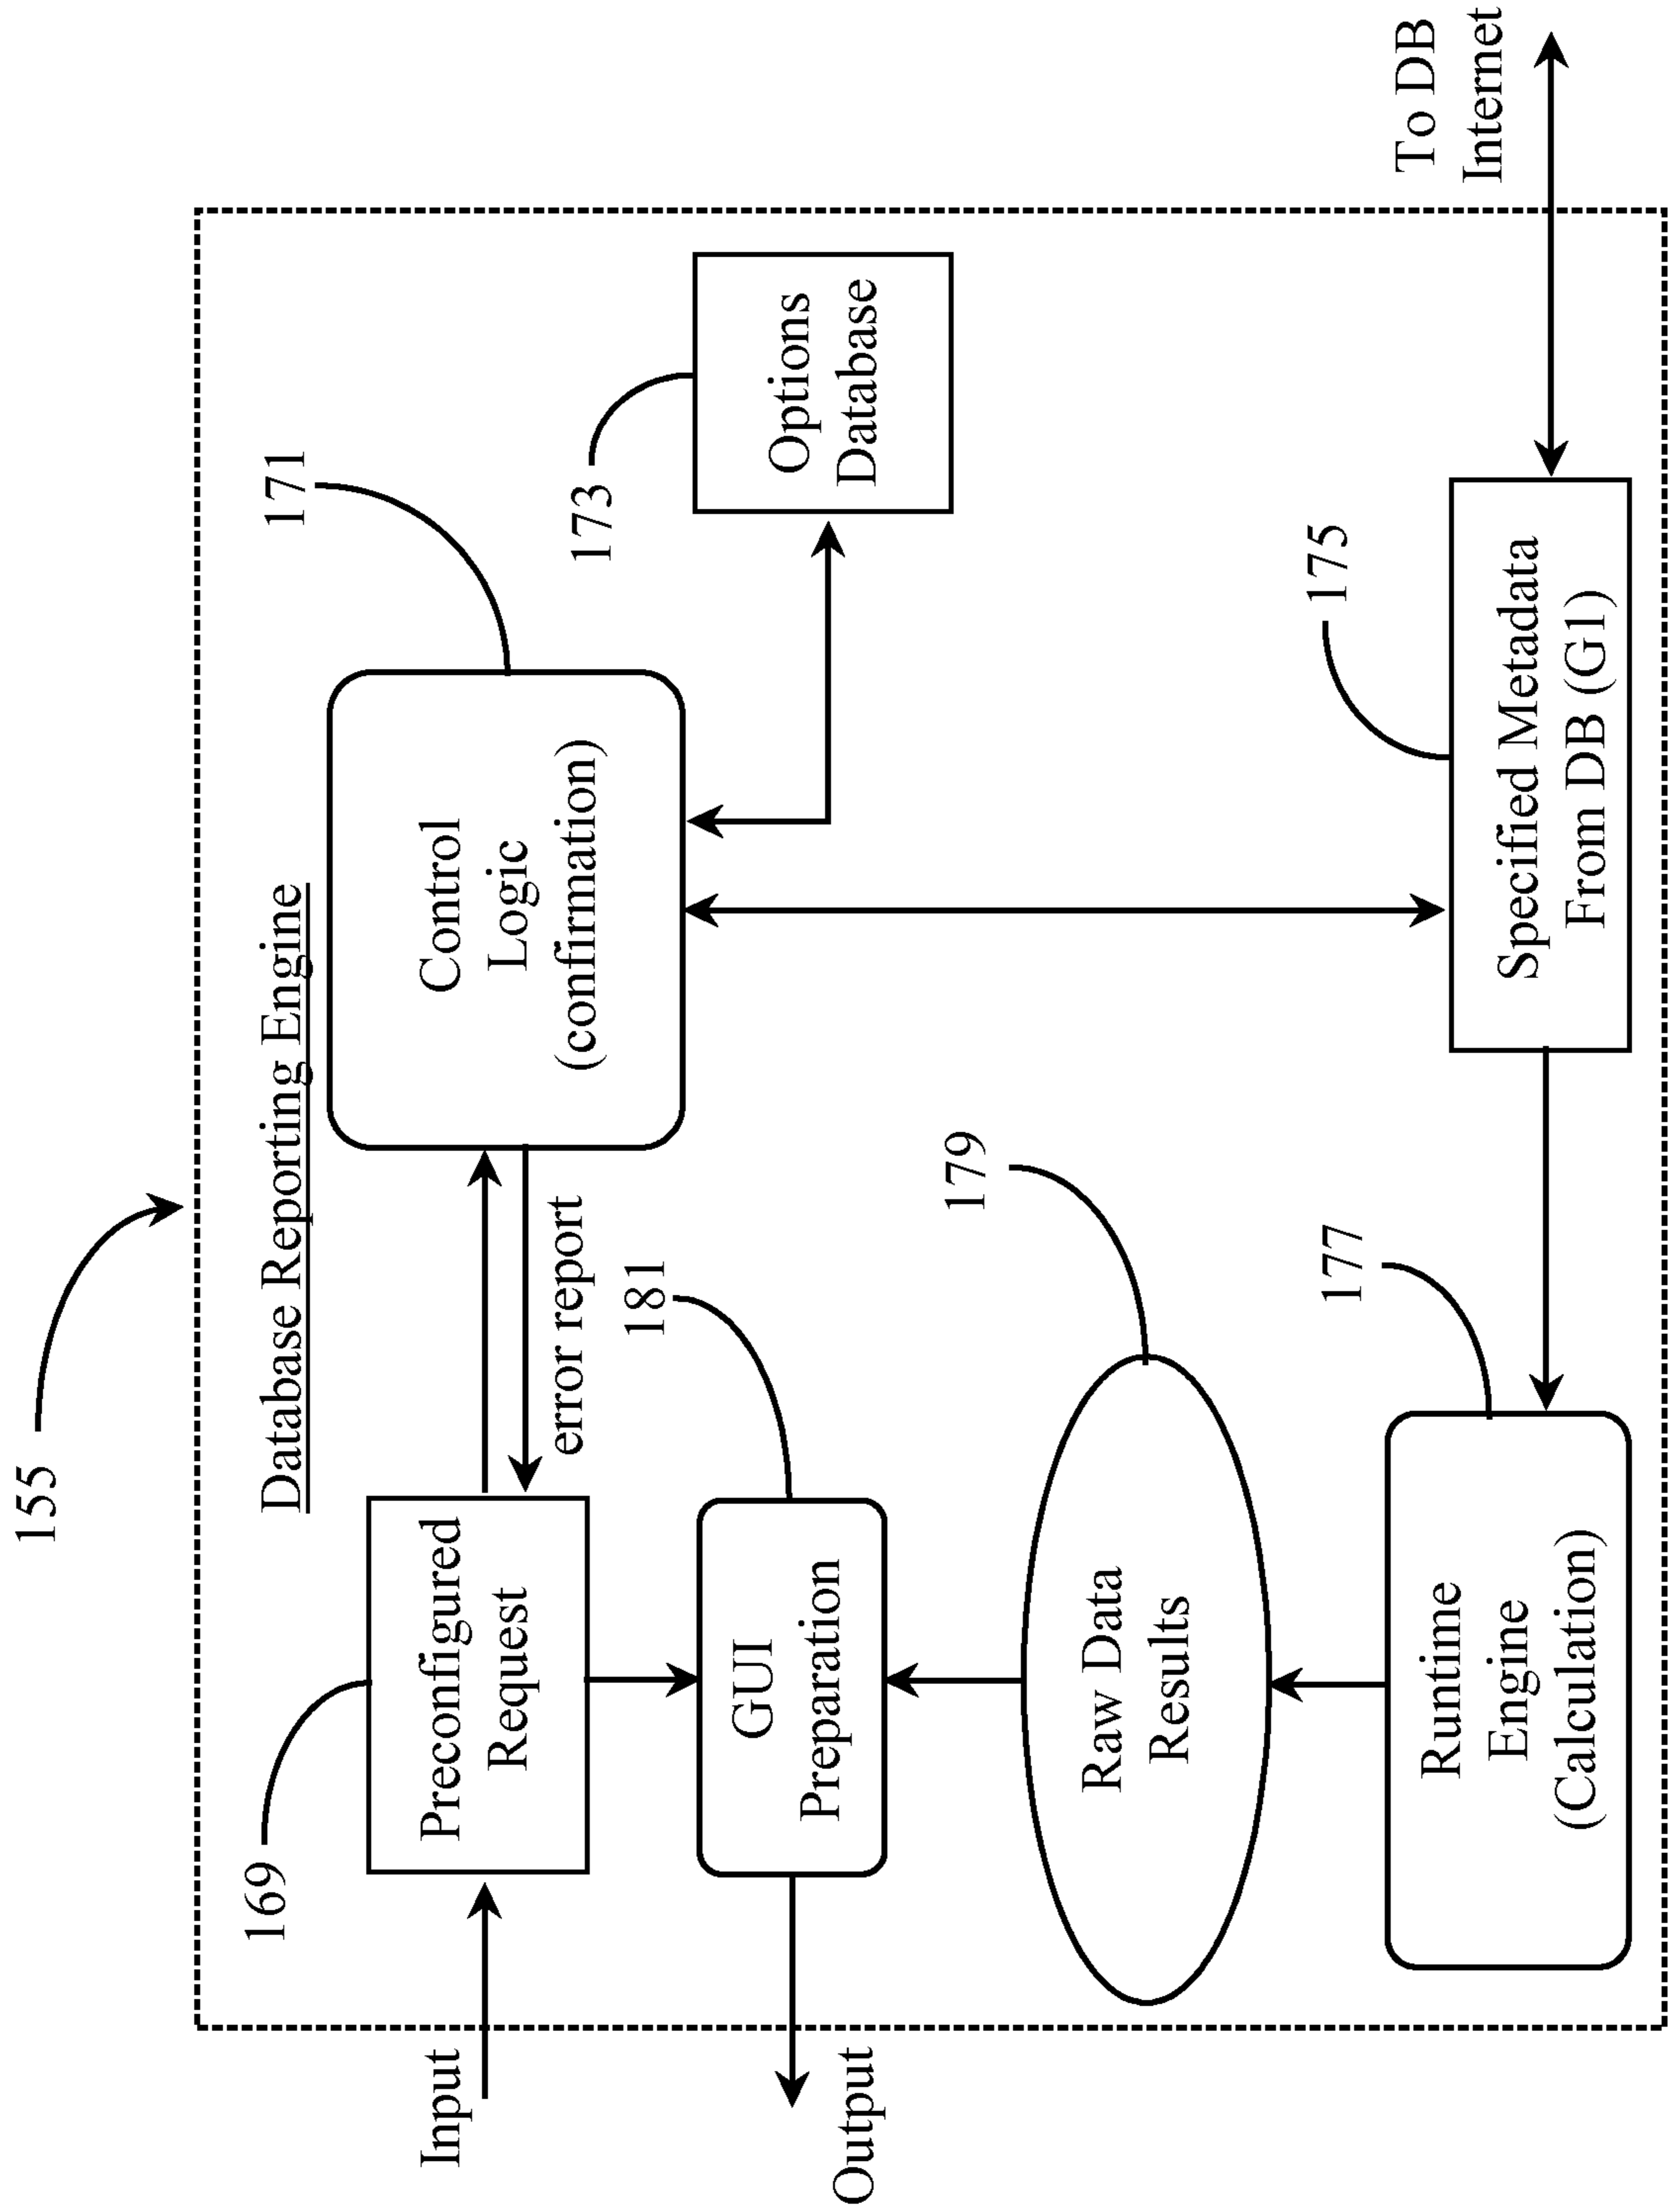 155
Database Reporting Engine
169
171
Input
Preconfigured
Request
error report
Control
Logic
(confirmation)
173
Options
Database
181
GUI
Preparation
Output
179
Raw Data
Results
177
Runtime
Engine
(Calculation)
175
Specified Metadata
From DB (G1)
To DB
Internet